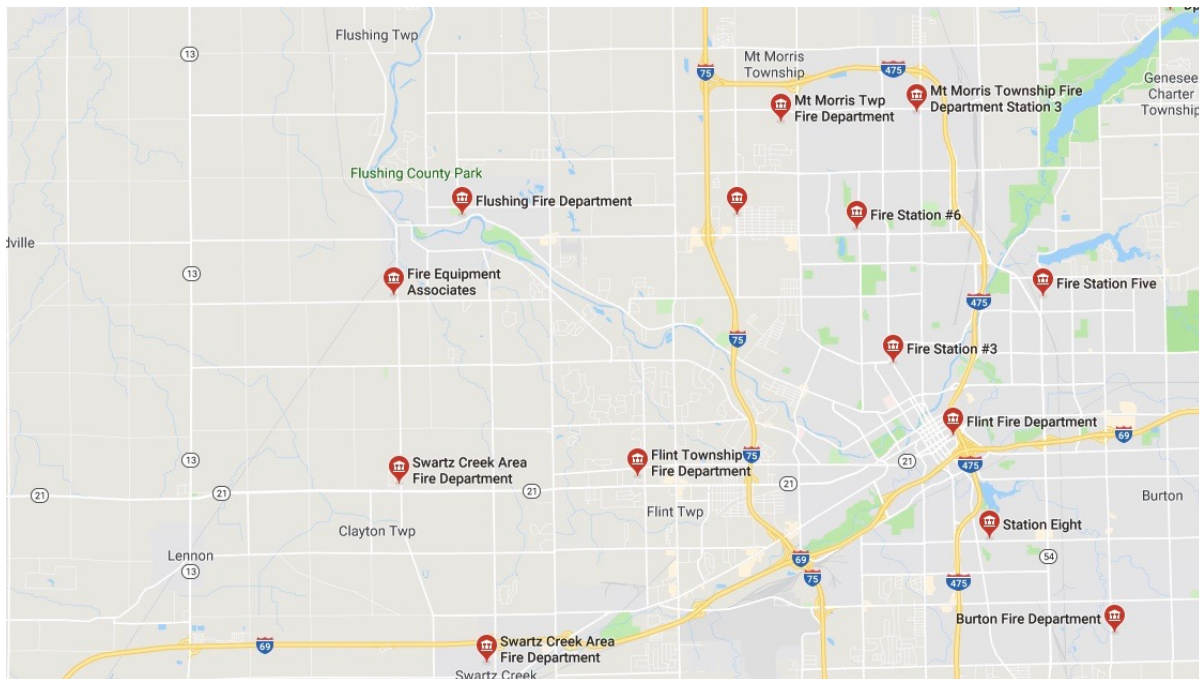 Flushing Twp
13
75
Mt Morris
Township
475
Mt Morris Twp
Fire Department
Mt Morris Township Fire
Department Station 3
Genesee
Charter
Township
Flushing County Park
Flushing Fire Department
Fire Station #6
dville
13
Fire Equipment
Associates
Fire Station Five
475
75
Fire Station #3
Flint Fire Department
69
13
Swartz Creek Area
Fire Department
Flint Township
Fire Department
75
21
475
21
21
21
21
21
Burton
Clayton Twp
Flint Twp
Station Eight
Lennon
13
69
54
75
475
Burton Fire Department
69
Swartz Creek Area
Fire Department
Swartz Creek